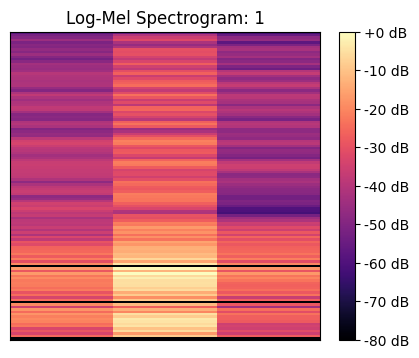 Log-Mel Spectrogram: 1
+0 dB
-10 dB
-20 dB
-30 dB
-40 dB
-50 dB
-60 dB
-70 dB
-80 dB